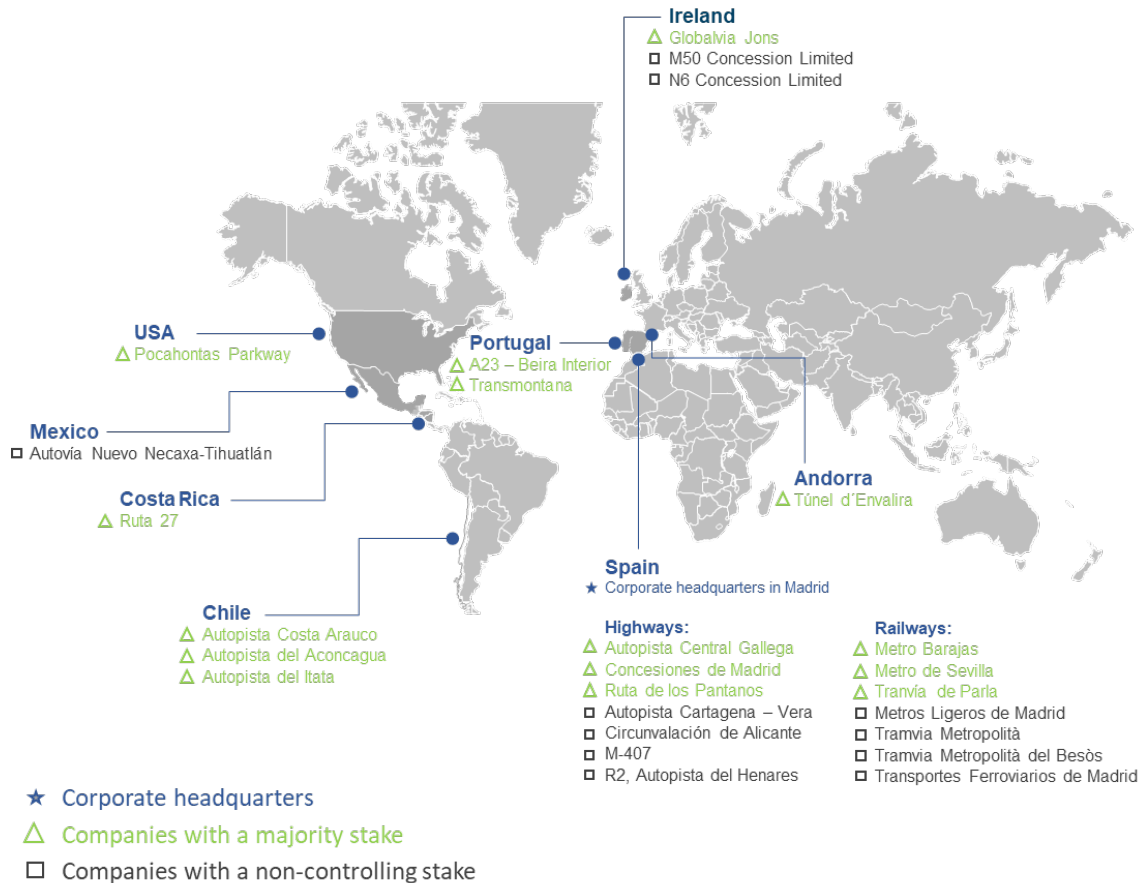 Ireland
Globalvia Jons
M50 Concession Limited
N6 Concession Limited
USA
Pocahontas Parkway
Portugal
A23 – Beira Interior
Transmontana
Mexico
Autovía Nuevo Necaxa-Tihuatlán
Costa Rica
Ruta 27
Andorra
Túnel d´Envalira
Chile
Autopista Costa Arauco
Autopista del Aconcagua
Autopista del Itata
Spain
Corporate headquarters in Madrid
Highways:
Autopista Central Gallega
Concesiones de Madrid
Ruta de los Pantanos
Autopista Cartagena – Vera
Circunvalación de Alicante
M-407
R2, Autopista del Henares
Railways:
Metro Barajas
Metro de Sevilla
Tranvía de Parla
Metros Ligeros de Madrid
Tramvia Metropolità
Tramvia Metropolità del Besòs
Transportes Ferroviarios de Madrid
Corporate headquarters
Companies with a majority stake
Companies with a non-controlling stake